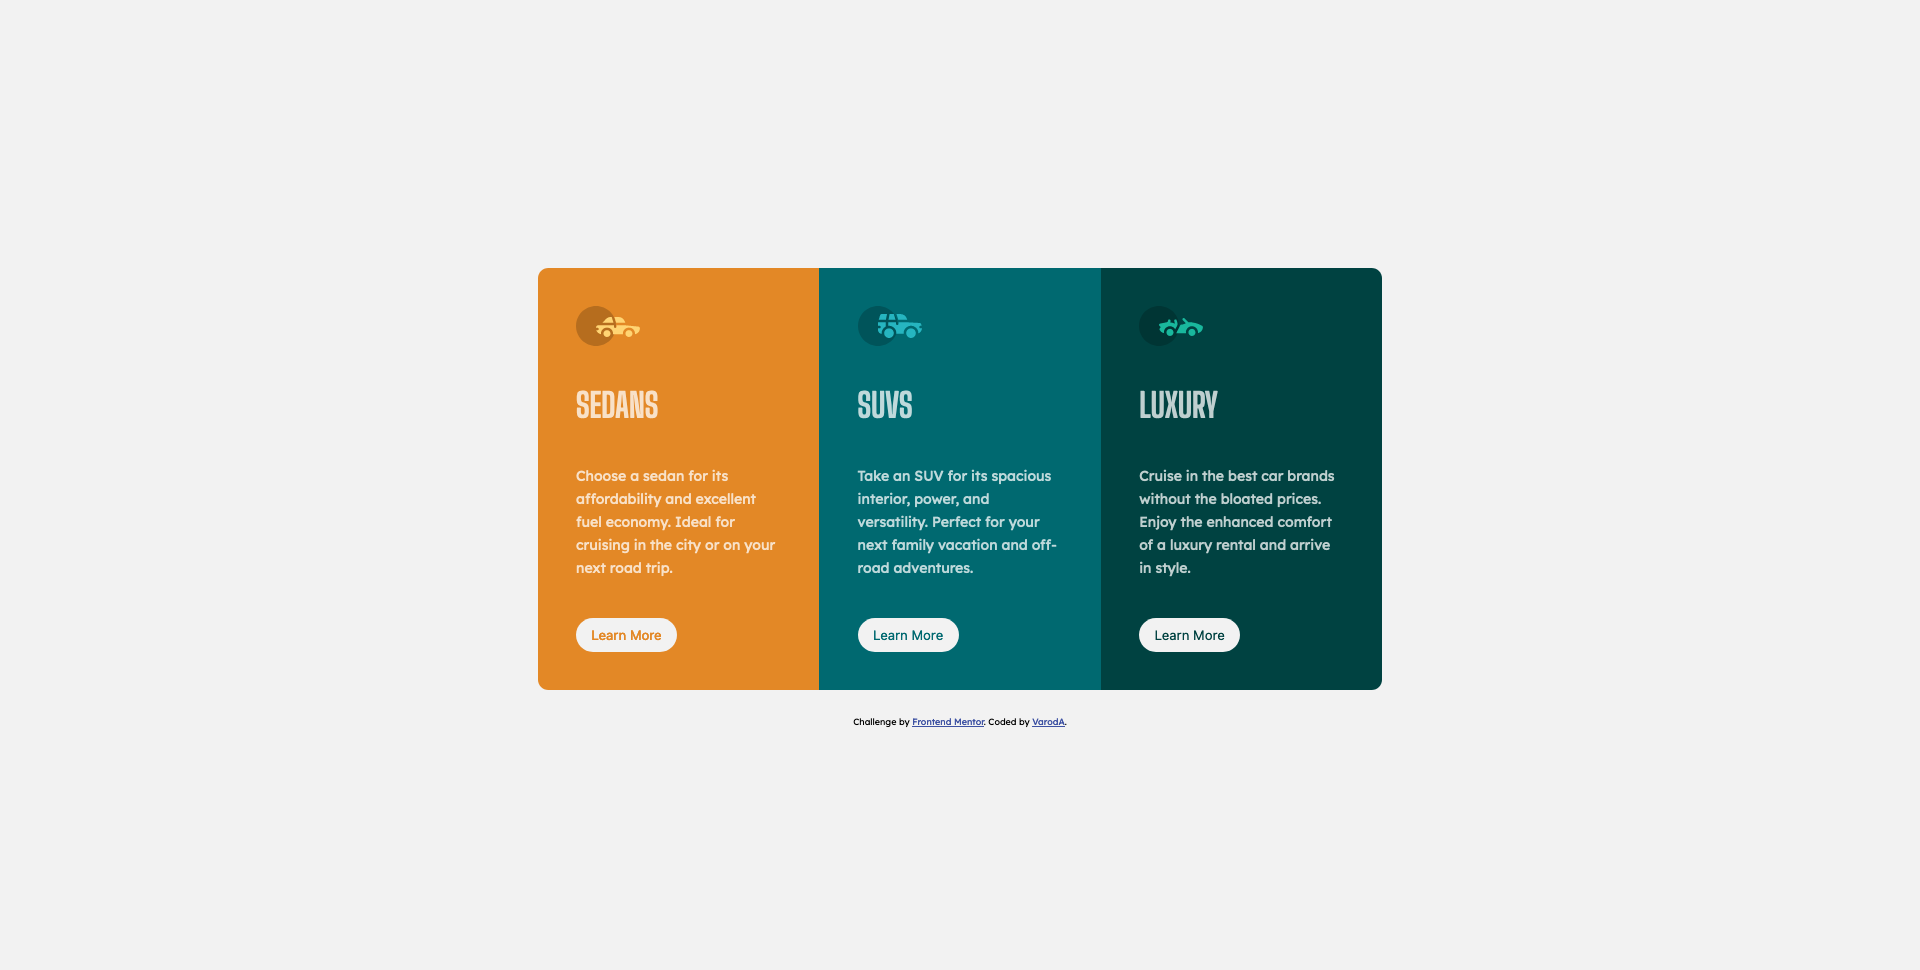 SEDANS
Choose a sedan for its
affordability and excellent
fuel economy. Ideal for
cruising in the city or on your
next road trip.
Learn More
SUVS
Take an SUV for its spacious
interior, power, and
versatility. Perfect for your
next family vacation and off-
road adventures.
Learn More
LUXURY
Cruise in the best car brands
without the bloated prices.
Enjoy the enhanced comfort
of a luxury rental and arrive
in style.
Learn More
Challenge by Frontend Mentor. Coded by VarodA.